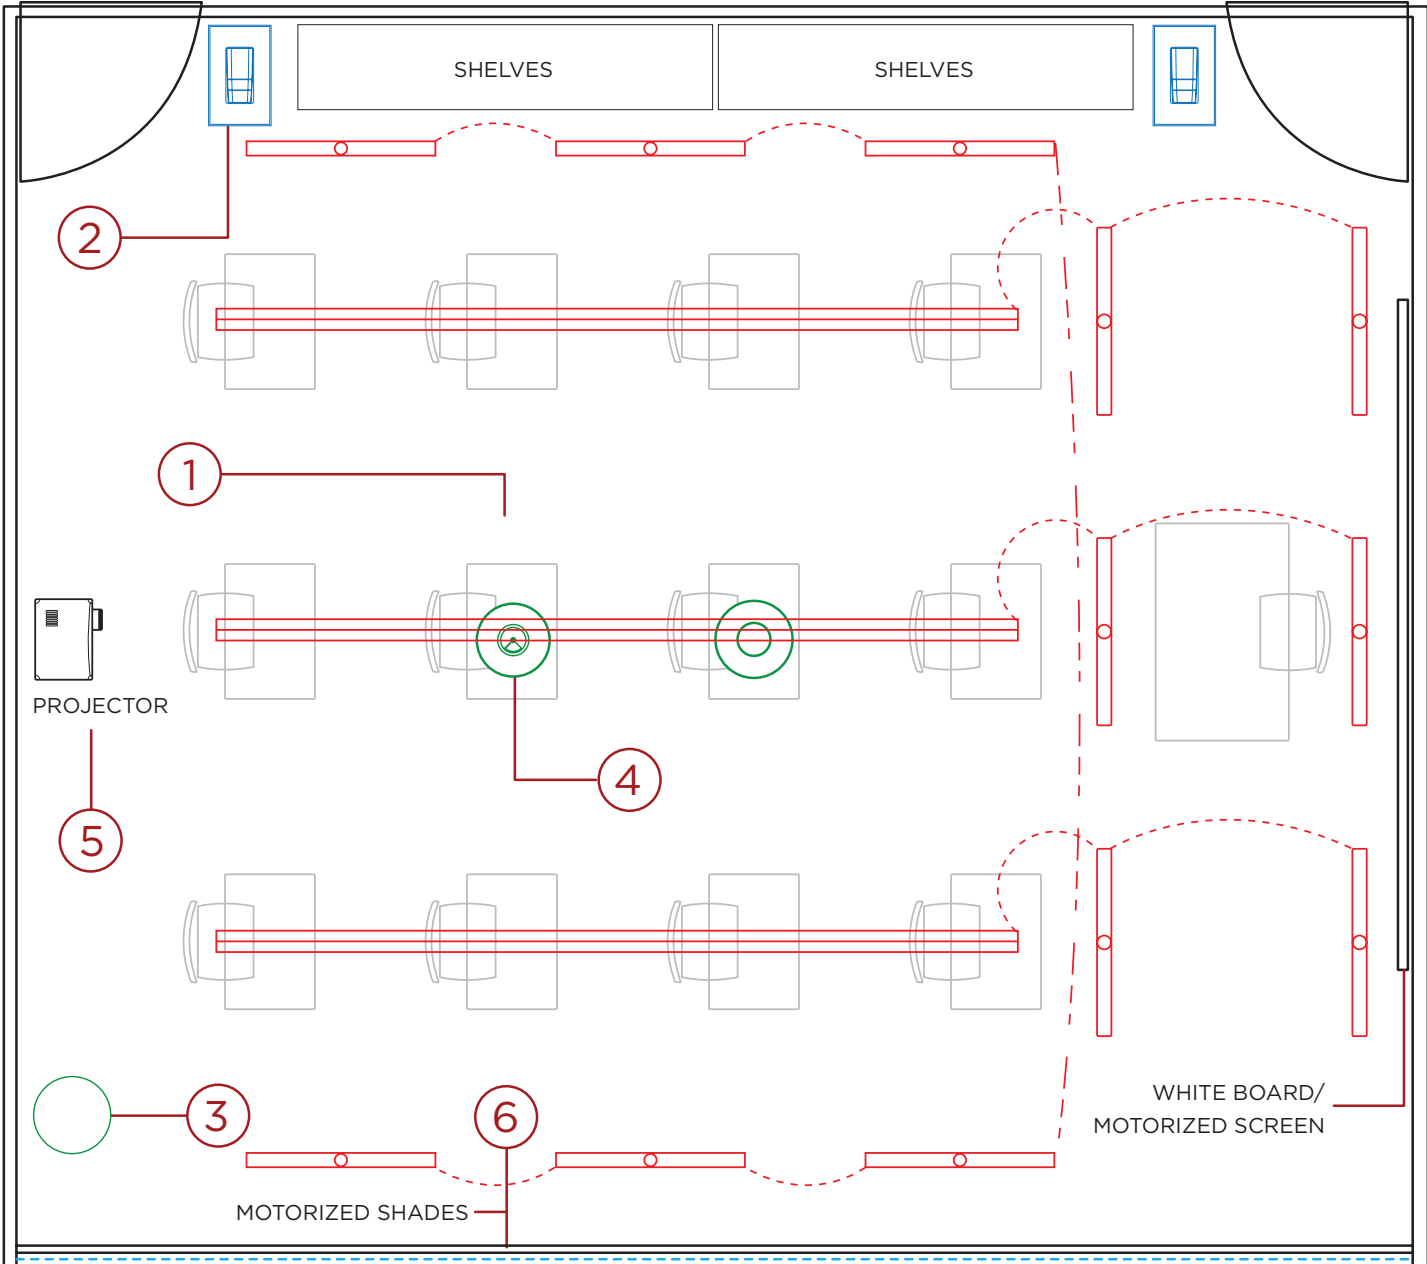 SHELVES
SHELVES
2
1
PROJECTOR
4
5
WHITE BOARD/
MOTORIZED SCREEN
3
6
MOTORIZED SHADES